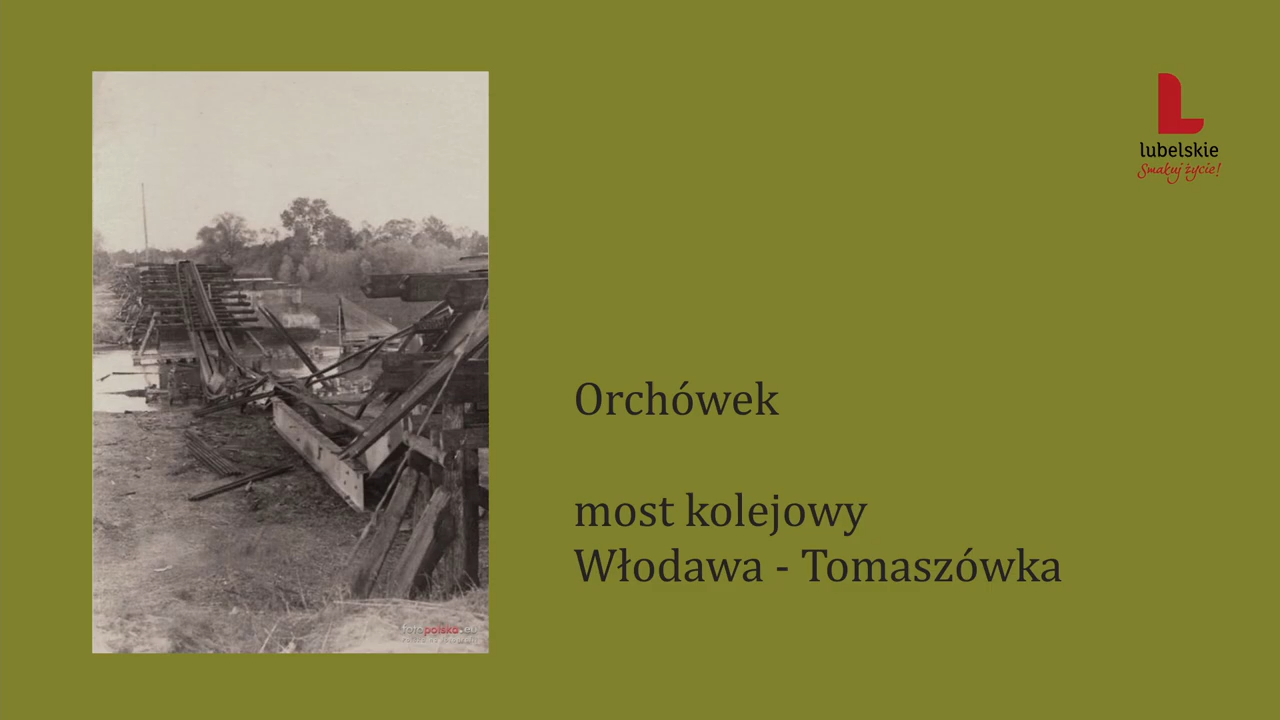 lubelskie
Smakuj życie!
Orchówek
most kolejowy
Włodawa - Tomaszówka
fotopolska.eu